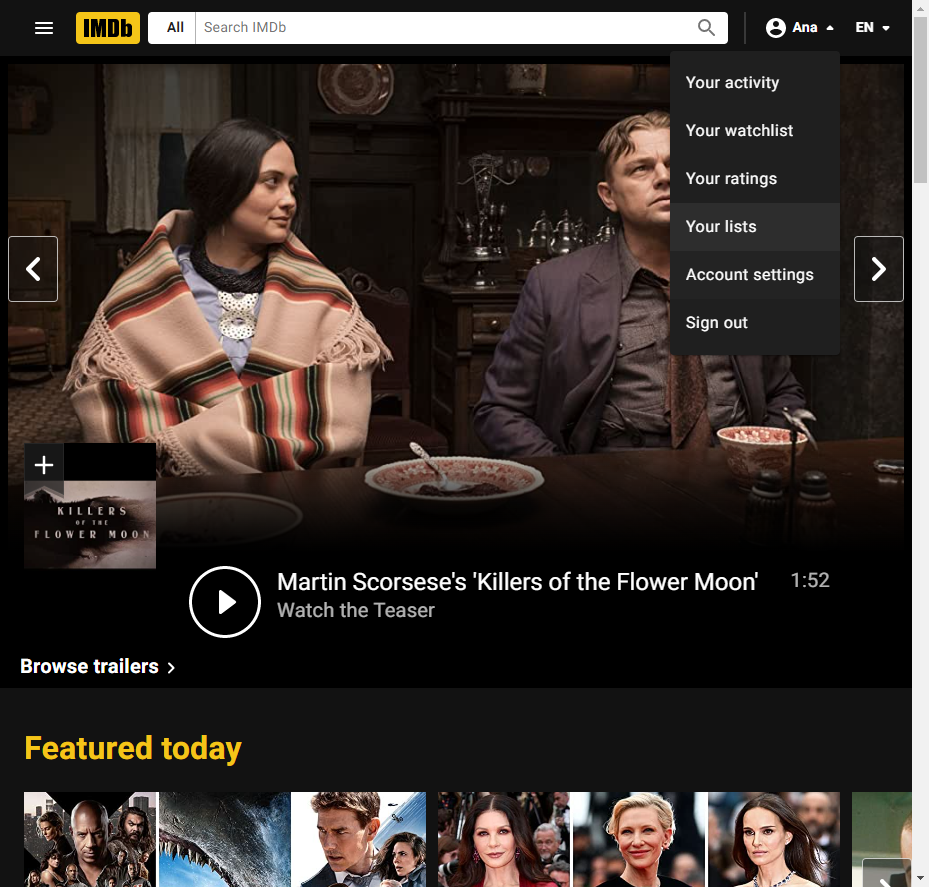 IMDb All Search IMDb Ana EN
Your activity
Your watchlist
Your ratings
Your lists
Account settings
Sign out
KILLERS
OF THE
FLOWER MOON
Martin Scorsese's 'Killers of the Flower Moon' 1:52
Watch the Teaser
Browse trailers
Featured today